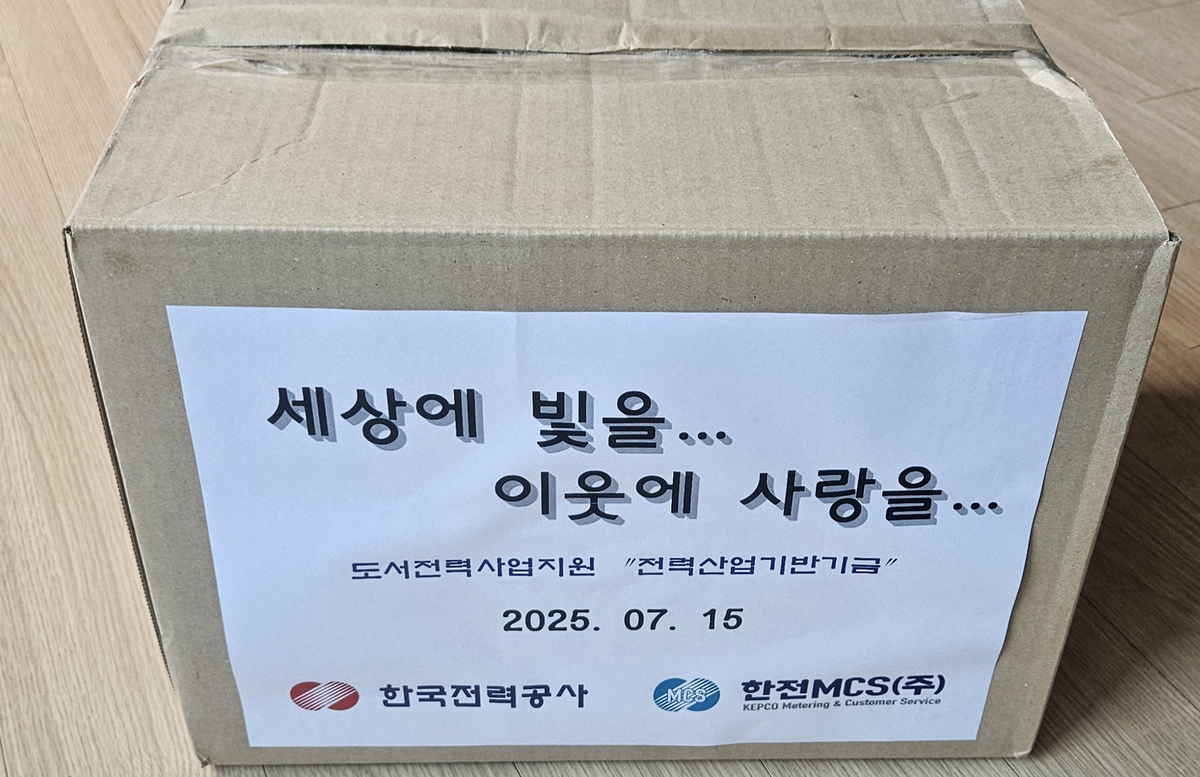 세상에 빛을...
이웃에 사랑을...
도서전력사업지원 "전력산업기반기금"
2025. 07. 15
한국전력공사
MCS 한전MCS(주)
KEPCO Metering & Customer Service